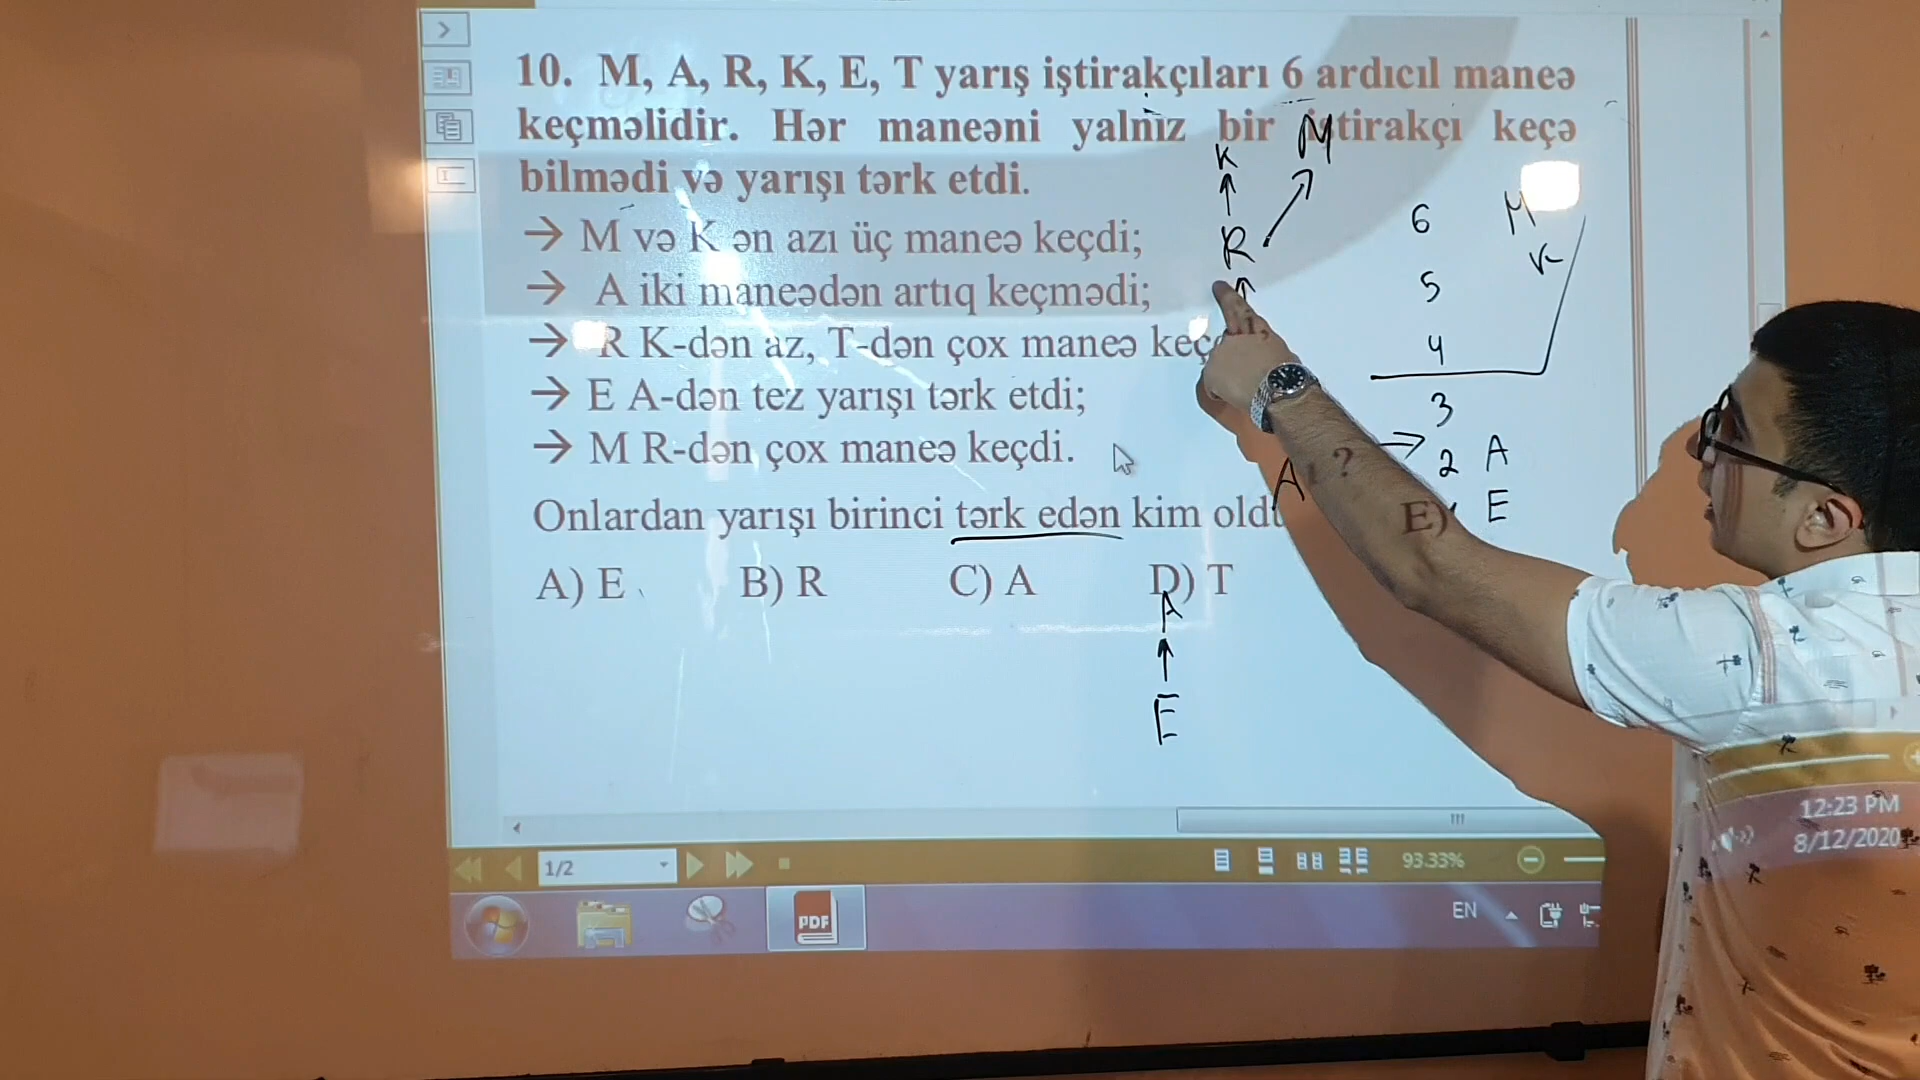 10. M, A, R, K, E, T yarış iştirakçıları 6 ardıcıl maneə
keçməlidir. Hər maneəni yalnız bir iştirakçı keçə
bilmədi və yarışı tərk etdi.
→ M və K ən azı üç maneə keçdi;
→ A iki maneədən artıq keçmədi;
→ R K-dən az, T-dən çox maneə
→ E A-dən tez yarışı tərk etdi;
→ M R-dən çox maneə keçdi.
Onlardan yarışı birinci tərk edən kim ?
A) E B) R C) A D) T E)
K M
R
A
A
E
6 M
K
5
4
3
2 A
E
1/2
93.33%
PDF
EN
12:23 PM
8/12/2020